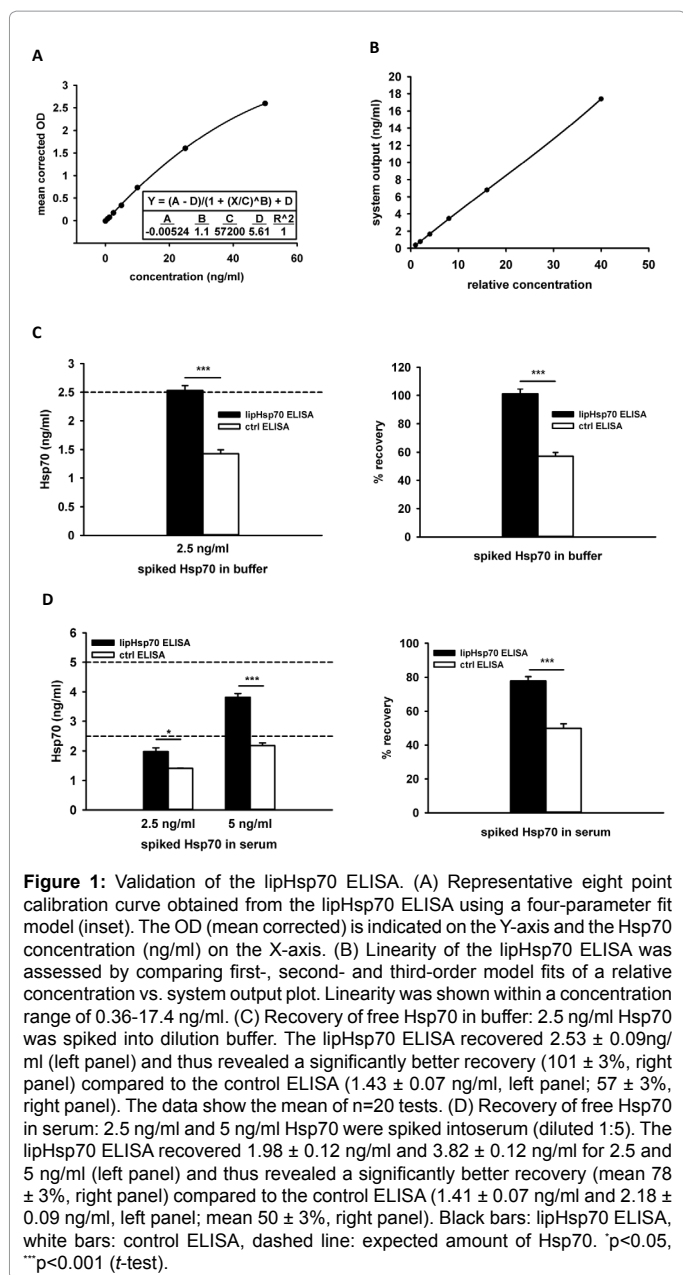 A
mean corrected OD
3
2.5
2
1.5
1
0.5
0
Y = (A - D)/(1 + (X/C)^B) + D
A B C D R^2
-0.00524 1.1 57200 5.61 1
0 20 40 60
concentration (ng/ml)
B
system output (ng/ml)
20
18
16
14
12
10
8
6
4
2
0
0 10 20 30 40 50
relative concentration
C
Hsp70 (ng/ml)
3
2.5
2
1.5
1
0.5
0
***
lipHsp70 ELISA
ctrl ELISA
2.5 ng/ml
spiked Hsp70 in buffer
% recovery
120
100
80
60
40
20
0
***
lipHsp70 ELISA
ctrl ELISA
spiked Hsp70 in buffer
D
Hsp70 (ng/ml)
6
5
4
3
2
1
0
lipHsp70 ELISA
ctrl ELISA
*
***
2.5 ng/ml 5 ng/ml
spiked Hsp70 in serum
% recovery
100
80
60
40
20
0
lipHsp70 ELISA
ctrl ELISA
***
spiked Hsp70 in serum
Figure 1: Validation of the lipHsp70 ELISA. (A) Representative eight point
calibration curve obtained from the lipHsp70 ELISA using a four-parameter fit
model (inset). The OD (mean corrected) is indicated on the Y-axis and the Hsp70
concentration (ng/ml) on the X-axis. (B) Linearity of the lipHsp70 ELISA was
assessed by comparing first-, second- and third-order model fits of a relative
concentration vs. system output plot. Linearity was shown within a concentration
range of 0.36-17.4 ng/ml. (C) Recovery of free Hsp70 in buffer: 2.5 ng/ml Hsp70
was spiked into dilution buffer. The lipHsp70 ELISA recovered 2.53 ± 0.09ng/
ml (left panel) and thus revealed a significantly better recovery (101 ± 3%, right
panel) compared to the control ELISA (1.43 ± 0.07 ng/ml, left panel; 57 ± 3%,
right panel). The data show the mean of n=20 tests. (D) Recovery of free Hsp70
in serum: 2.5 ng/ml and 5 ng/ml Hsp70 were spiked intoserum (diluted 1:5). The
lipHsp70 ELISA recovered 1.98 ± 0.12 ng/ml and 3.82 ± 0.12 ng/ml for 2.5 and
5 ng/ml (left panel) and thus revealed a significantly better recovery (mean 78
± 3%, right panel) compared to the control ELISA (1.41 ± 0.07 ng/ml and 2.18 ±
0.09 ng/ml, left panel; mean 50 ± 3%, right panel). Black bars: lipHsp70 ELISA,
white bars: control ELISA, dashed line: expected amount of Hsp70. *p<0.05,
***p<0.001 (t-test).